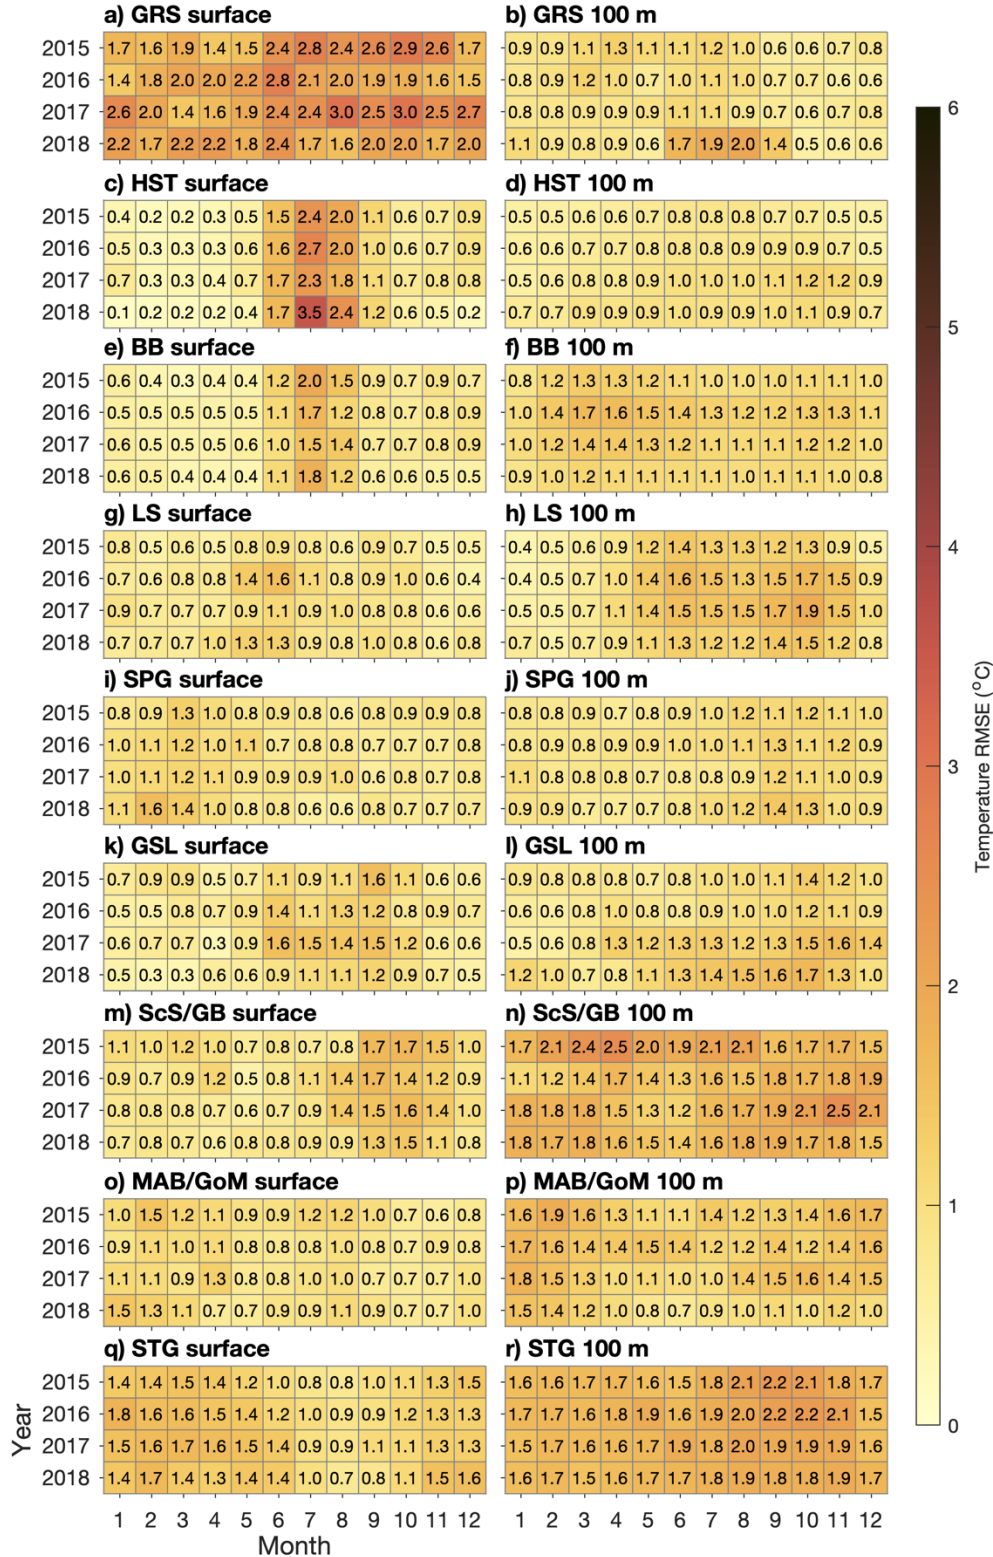 a) GRS surface
b) GRS 100 m
2015 1.7 1.6 1.9 1.4 1.5 2.4 2.8 2.4 2.6 2.9 2.6 1.7 0.9 0.9 1.1 1.3 1.1 1.1 1.2 1.0 0.6 0.6 0.7 0.8
2016 1.4 1.8 2.0 2.0 2.2 2.8 2.1 2.0 1.9 1.9 1.6 1.5 0.8 0.9 1.2 1.0 0.7 1.0 1.1 1.0 0.7 0.7 0.6 0.6
2017 2.6 2.0 1.4 1.6 1.9 2.4 2.4 3.0 2.5 3.0 2.5 2.7 0.8 0.8 0.9 0.9 0.9 1.1 1.1 0.9 0.7 0.6 0.7 0.8
2018 2.2 1.7 2.2 2.2 1.8 2.4 1.7 1.6 2.0 2.0 1.7 2.0 1.1 0.9 0.8 0.9 0.6 1.7 1.9 2.0 1.4 0.5 0.6 0.6
c) HST surface
d) HST 100 m
2015 0.4 0.2 0.2 0.3 0.5 1.5 2.4 2.0 1.1 0.6 0.7 0.9 0.5 0.5 0.6 0.6 0.7 0.8 0.8 0.8 0.7 0.7 0.5 0.5
2016 0.5 0.3 0.3 0.3 0.6 1.6 2.7 2.0 1.0 0.6 0.7 0.9 0.6 0.6 0.7 0.7 0.8 0.8 0.8 0.9 0.9 0.9 0.7 0.5
2017 0.7 0.3 0.3 0.4 0.7 1.7 2.3 1.8 1.1 0.7 0.8 0.8 0.5 0.6 0.8 0.8 0.9 1.0 1.0 1.0 1.1 1.2 1.2 0.9
2018 0.1 0.2 0.2 0.2 0.4 1.7 3.5 2.4 1.2 0.6 0.5 0.2 0.7 0.7 0.9 0.9 0.9 1.0 0.9 0.9 1.0 1.1 0.9 0.7
e) BB surface
f) BB 100 m
2015 0.6 0.4 0.3 0.4 0.4 1.2 2.0 1.5 0.9 0.7 0.9 0.7 0.8 1.2 1.3 1.3 1.2 1.1 1.0 1.0 1.0 1.1 1.1 1.0
2016 0.5 0.5 0.5 0.5 0.5 1.1 1.7 1.2 0.8 0.7 0.8 0.9 1.0 1.4 1.7 1.6 1.5 1.4 1.3 1.2 1.2 1.3 1.3 1.1
2017 0.6 0.5 0.5 0.5 0.6 1.0 1.5 1.4 0.7 0.7 0.8 0.9 1.0 1.2 1.4 1.4 1.3 1.2 1.1 1.1 1.1 1.2 1.2 1.0
2018 0.6 0.5 0.4 0.4 0.4 1.1 1.8 1.2 0.6 0.6 0.5 0.5 0.9 1.0 1.2 1.1 1.1 1.1 1.1 1.0 1.1 1.1 1.0 0.8
g) LS surface
h) LS 100 m
2015 0.8 0.5 0.6 0.5 0.8 0.9 0.8 0.6 0.9 0.7 0.5 0.5 0.4 0.5 0.6 0.9 1.2 1.4 1.3 1.3 1.2 1.3 0.9 0.5
2016 0.7 0.6 0.8 0.8 1.4 1.6 1.1 0.8 0.9 1.0 0.6 0.4 0.4 0.5 0.7 1.0 1.4 1.6 1.5 1.3 1.5 1.7 1.5 0.9
2017 0.9 0.7 0.7 0.7 0.9 1.1 0.9 1.0 0.8 0.8 0.6 0.6 0.5 0.5 0.7 1.1 1.4 1.5 1.5 1.5 1.7 1.9 1.5 1.0
2018 0.7 0.7 0.7 1.0 1.3 1.3 0.9 0.8 1.0 0.8 0.6 0.8 0.7 0.5 0.7 0.9 1.1 1.3 1.2 1.2 1.4 1.5 1.2 0.8
i) SPG surface
j) SPG 100 m
2015 0.8 0.9 1.3 1.0 0.8 0.9 0.8 0.6 0.8 0.9 0.9 0.8 0.8 0.8 0.9 0.7 0.8 0.9 1.0 1.2 1.1 1.2 1.1 1.0
2016 1.0 1.1 1.2 1.0 1.1 0.7 0.8 0.8 0.7 0.7 0.7 0.8 0.8 0.9 0.8 0.9 0.9 1.0 1.0 1.1 1.3 1.1 1.2 0.9
2017 1.0 1.1 1.2 1.1 0.9 0.9 0.9 1.0 0.6 0.8 0.7 0.8 1.1 0.8 0.8 0.8 0.7 0.8 0.8 0.9 1.2 1.1 1.0 0.9
2018 1.1 1.6 1.4 1.0 0.8 0.8 0.6 0.6 0.8 0.7 0.7 0.7 0.9 0.9 0.7 0.7 0.7 0.8 1.0 1.2 1.4 1.3 1.0 0.9
k) GSL surface
l) GSL 100 m
2015 0.7 0.9 0.9 0.5 0.7 1.1 0.9 1.1 1.6 1.1 0.6 0.6 0.9 0.8 0.8 0.8 0.7 0.8 1.0 1.0 1.1 1.4 1.2 1.0
2016 0.5 0.5 0.8 0.7 0.9 1.4 1.1 1.3 1.2 0.8 0.9 0.7 0.6 0.6 0.8 1.0 0.8 0.8 0.9 1.0 1.0 1.2 1.1 0.9
2017 0.6 0.7 0.7 0.3 0.9 1.6 1.5 1.4 1.5 1.2 0.6 0.6 0.5 0.6 0.8 1.3 1.2 1.3 1.3 1.2 1.3 1.5 1.6 1.4
2018 0.5 0.3 0.3 0.6 0.6 0.9 1.1 1.1 1.2 0.9 0.7 0.5 1.2 1.0 0.7 0.8 1.1 1.3 1.4 1.5 1.6 1.7 1.3 1.0
m) ScS/GB surface
n) ScS/GB 100 m
2015 1.1 1.0 1.2 1.0 0.7 0.8 0.7 0.8 1.7 1.7 1.5 1.0 1.7 2.1 2.4 2.5 2.0 1.9 2.1 2.1 1.6 1.7 1.7 1.5
2016 0.9 0.7 0.9 1.2 0.5 0.8 1.1 1.4 1.7 1.4 1.2 0.9 1.1 1.2 1.4 1.7 1.4 1.3 1.6 1.5 1.8 1.7 1.8 1.9
2017 0.8 0.8 0.8 0.7 0.6 0.7 0.9 1.4 1.5 1.6 1.4 1.0 1.8 1.8 1.8 1.5 1.3 1.2 1.6 1.7 1.9 2.1 2.5 2.1
2018 0.7 0.8 0.7 0.6 0.8 0.8 0.9 0.9 1.3 1.5 1.1 0.8 1.8 1.7 1.8 1.6 1.5 1.4 1.6 1.8 1.9 1.7 1.8 1.5
o) MAB/GoM surface
p) MAB/GoM 100 m
2015 1.0 1.5 1.2 1.1 0.9 0.9 1.2 1.2 1.0 0.7 0.6 0.8 1.6 1.9 1.6 1.3 1.1 1.1 1.4 1.2 1.3 1.4 1.6 1.7
2016 0.9 1.1 1.0 1.1 0.8 0.8 0.8 1.0 0.8 0.7 0.9 0.8 1.7 1.6 1.4 1.4 1.5 1.4 1.2 1.2 1.4 1.2 1.4 1.6
2017 1.1 1.1 0.9 1.3 0.8 0.8 1.0 1.0 0.7 0.7 0.7 1.0 1.8 1.5 1.3 1.0 1.1 1.0 1.0 1.4 1.5 1.6 1.4 1.5
2018 1.5 1.3 1.1 0.7 0.7 0.9 0.9 1.1 0.9 0.7 0.7 1.0 1.5 1.4 1.2 1.0 0.8 0.7 0.9 1.0 1.1 1.0 1.2 1.0
q) STG surface
r) STG 100 m
2015 1.4 1.4 1.5 1.4 1.2 1.0 0.8 0.8 1.0 1.1 1.3 1.5 1.6 1.6 1.7 1.7 1.6 1.5 1.8 2.1 2.2 2.1 1.8 1.7
2016 1.8 1.6 1.6 1.5 1.4 1.2 1.0 0.9 0.9 1.2 1.3 1.3 1.7 1.7 1.6 1.8 1.9 1.6 1.9 2.0 2.2 2.2 2.1 1.5
2017 1.5 1.6 1.7 1.6 1.5 1.4 0.9 0.9 1.1 1.1 1.3 1.3 1.5 1.7 1.6 1.6 1.7 1.9 1.8 2.0 1.9 1.9 1.9 1.6
2018 1.4 1.7 1.4 1.3 1.4 1.4 1.0 0.7 0.8 1.1 1.5 1.6 1.6 1.7 1.5 1.6 1.7 1.7 1.8 1.9 1.8 1.8 1.9 1.7
1 2 3 4 5 6 7 8 9 10 11 12 1 2 3 4 5 6 7 8 9 10 11 12
Month
Year
6
5
4
3
2
1
0
Temperature RMSE (°C)